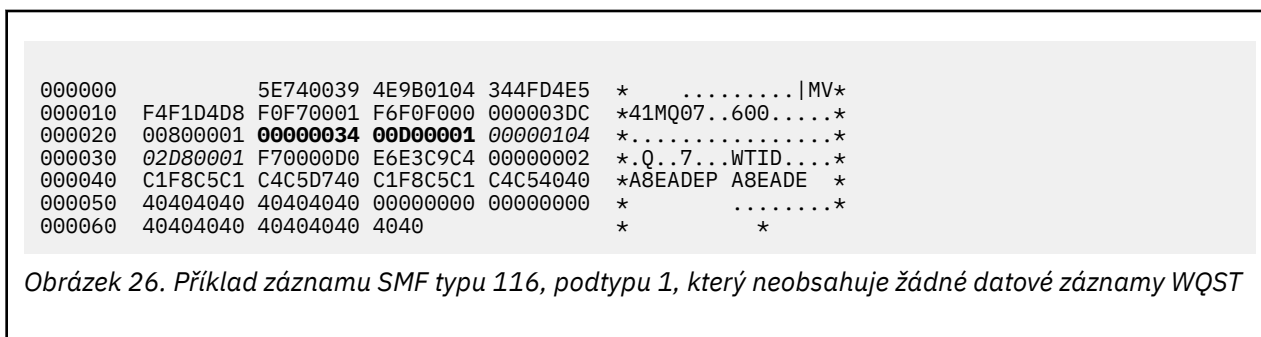 000000               5E740039 4E9B0104 344FD4E5  *    .........|MV*
000010  F4F1D4D8 F0F70001 F6F0F000 000003DC  *41MQ07..600.....*
000020  00800001 00000034 00D00001 00000104  *................*
000030  02D80001 F70000D0 E6E3C9C4 00000002  *.Q..7...WTID....*
000040  C1F8C5C1 C4C5D740 C1F8C5C1 C4C54040  *A8EADEP A8EADE  *
000050  40404040 40404040 00000000 00000000  *        ........*
000060  40404040 40404040 4040               *          *
Obrázek 26. Příklad záznamu SMF typu 116, podtypu 1, který neobsahuje žádné datové záznamy WQST